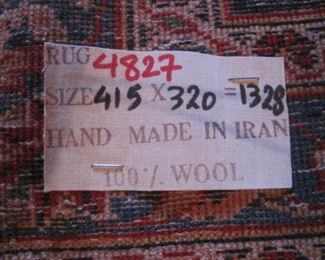 RUG 4827
SIZE 415 X 320 = 1328
HAND MADE IN IRAN
100% WOOL